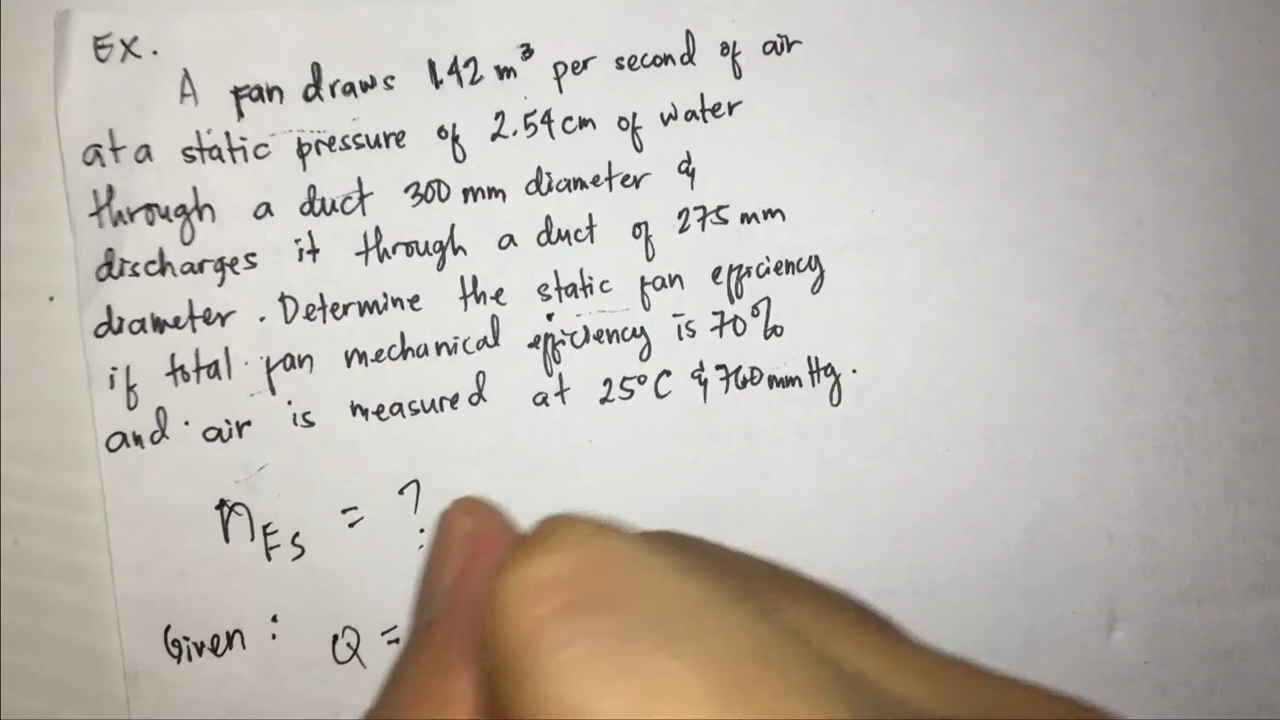 EX.
A fan draws 1.42 m³ per second of air
at a static pressure of 2.54 cm of water
through a duct 300 mm diameter &
discharges it through a duct of 275 mm
diameter. Determine the static fan efficiency
if total fan mechanical efficiency is 70%
and air is measured at 25°C & 760 mm Hg.
ηFS = ?
Given: Q =